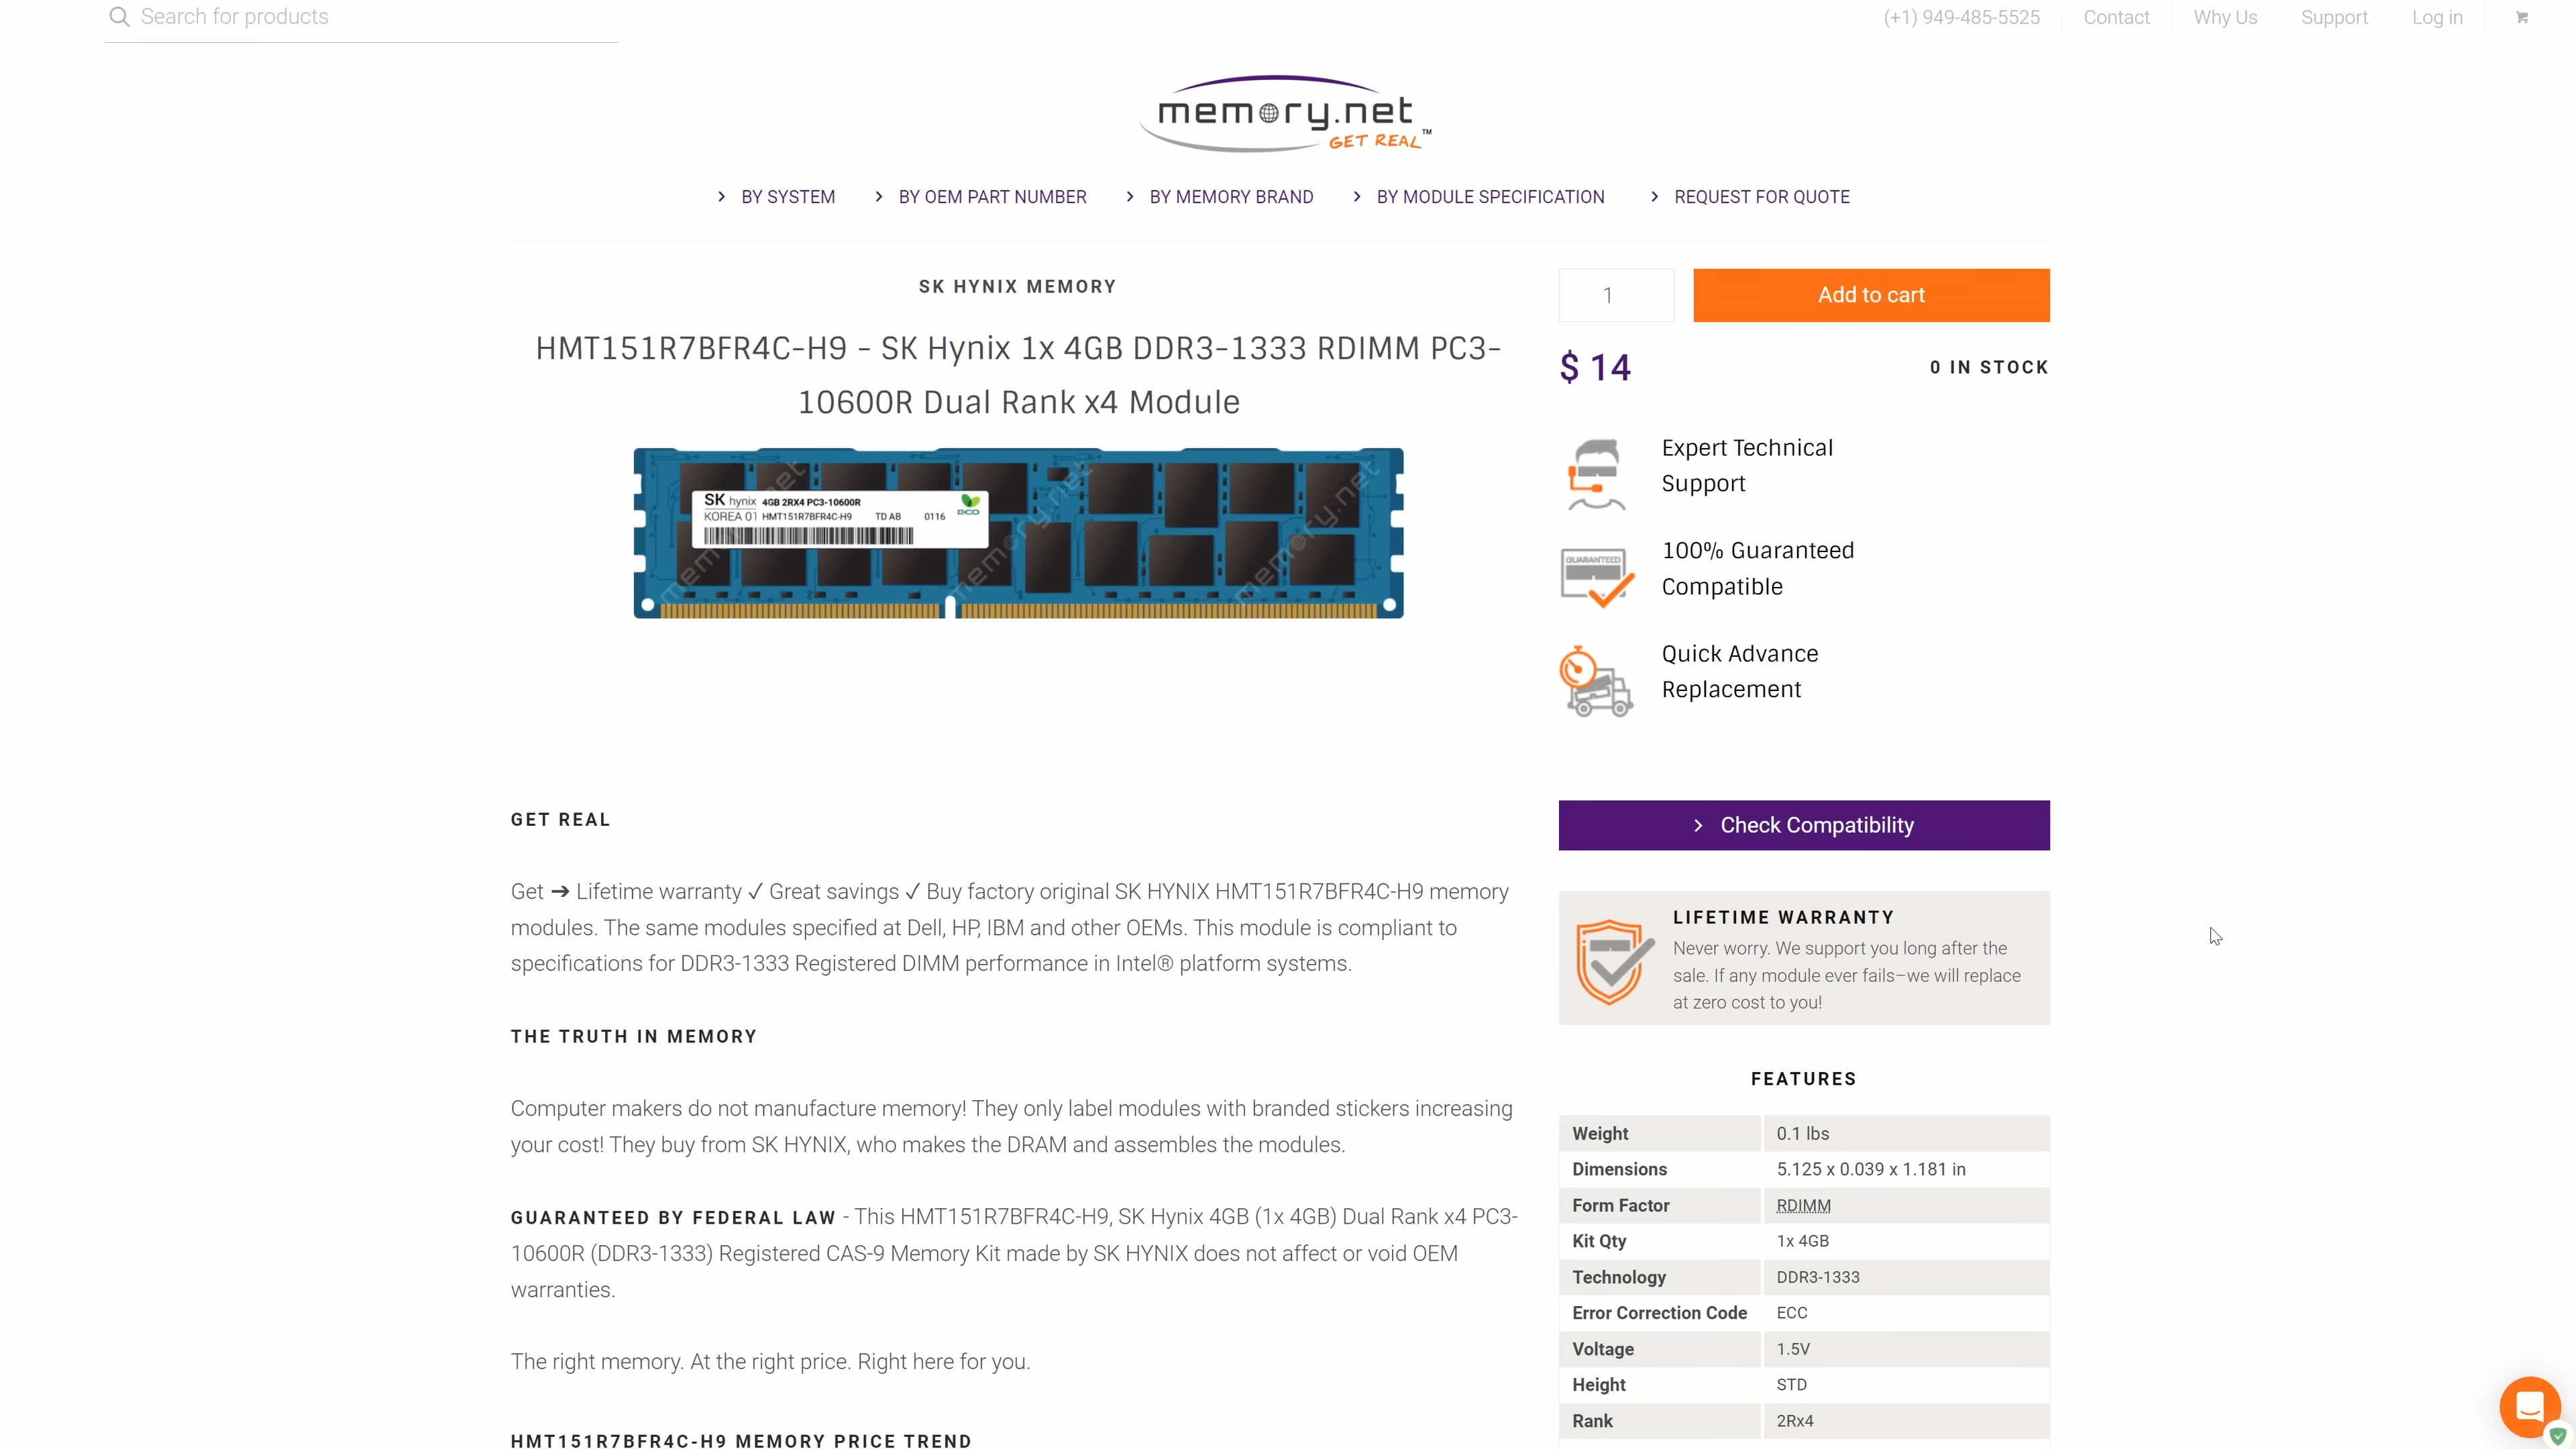 Search for products
(+1) 949-485-5525
Contact
Why Us
Support
Log in
memory.net
GET REAL™
BY SYSTEM
BY OEM PART NUMBER
BY MEMORY BRAND
BY MODULE SPECIFICATION
REQUEST FOR QUOTE
SK HYNIX MEMORY
HMT151R7BFR4C-H9 - SK Hynix 1x 4GB DDR3-1333 RDIMM PC3-
10600R Dual Rank x4 Module
SK hynix 4GB 2RX4 PC3-10600R
KOREA 01 HMT151R7BFR4C-H9 TD AB 0116
ECO
memory.net
memory.net
memory.net
1
Add to cart
$ 14
0 IN STOCK
Expert Technical
Support
GUARANTEED
100% Guaranteed
Compatible
Quick Advance
Replacement
GET REAL
Get ➔ Lifetime warranty ✓ Great savings ✓ Buy factory original SK HYNIX HMT151R7BFR4C-H9 memory
modules. The same modules specified at Dell, HP, IBM and other OEMs. This module is compliant to
specifications for DDR3-1333 Registered DIMM performance in Intel® platform systems.
THE TRUTH IN MEMORY
Computer makers do not manufacture memory! They only label modules with branded stickers increasing
your cost! They buy from SK HYNIX, who makes the DRAM and assembles the modules.
GUARANTEED BY FEDERAL LAW - This HMT151R7BFR4C-H9, SK Hynix 4GB (1x 4GB) Dual Rank x4 PC3-
10600R (DDR3-1333) Registered CAS-9 Memory Kit made by SK HYNIX does not affect or void OEM
warranties.
The right memory. At the right price. Right here for you.
HMT151R7BFR4C-H9 MEMORY PRICE TREND
Check Compatibility
LIFETIME WARRANTY
Never worry. We support you long after the
sale. If any module ever fails–we will replace
at zero cost to you!
FEATURES
Weight 0.1 lbs
Dimensions 5.125 x 0.039 x 1.181 in
Form Factor RDIMM
Kit Qty 1x 4GB
Technology DDR3-1333
Error Correction Code ECC
Voltage 1.5V
Height STD
Rank 2Rx4